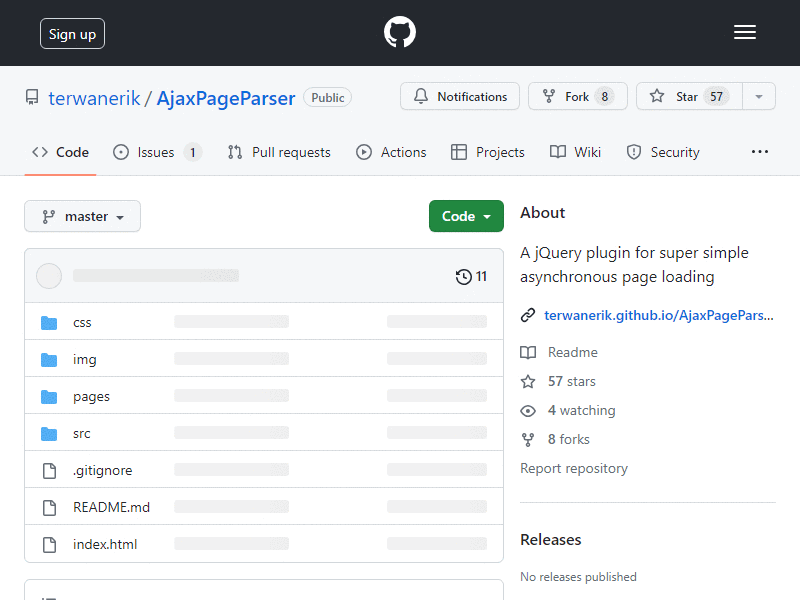 Sign up
terwanerik / AjaxPageParser Public
Notifications
Fork 8
Star 57
Code
Issues 1
Pull requests
Actions
Projects
Wiki
Security
master
Code
11
css
img
pages
src
.gitignore
README.md
index.html
About
A jQuery plugin for super simple
asynchronous page loading
terwanerik.github.io/AjaxPagePars...
Readme
57 stars
4 watching
8 forks
Report repository
Releases
No releases published